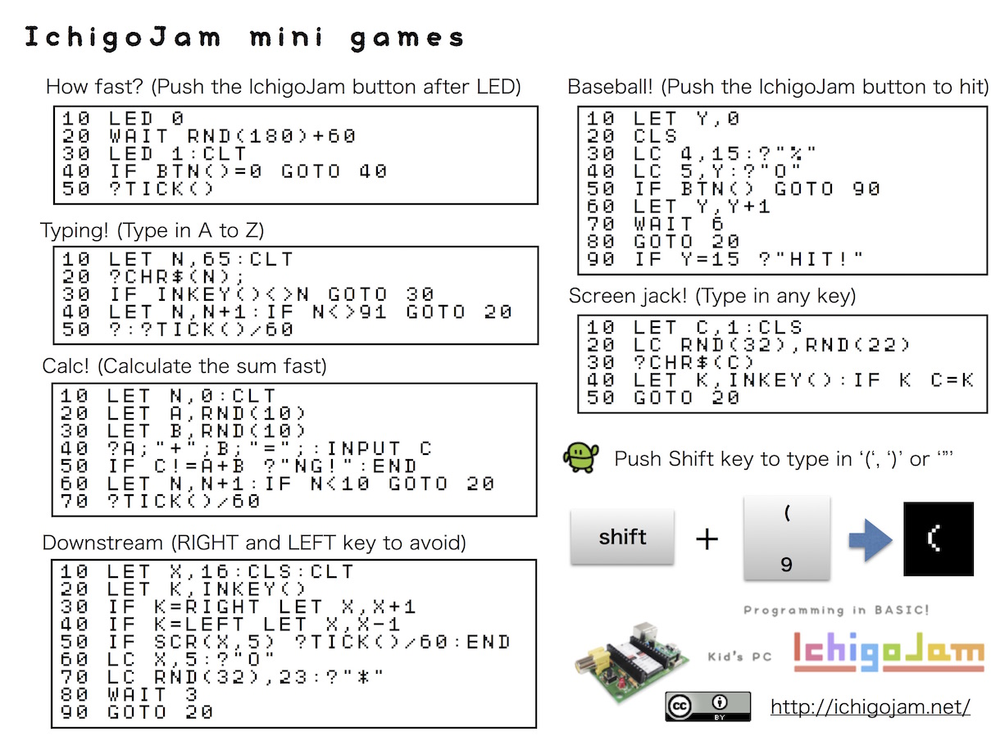 IchigoJam mini games
How fast? (Push the IchigoJam button after LED)
10 LED 0
20 WAIT RND(180)+60
30 LED 1:CLT
40 IF BTN()=0 GOTO 40
50 ?TICK()
Typing! (Type in A to Z)
10 LET N,65:CLT
20 ?CHR$(N);
30 IF INKEY()<>N GOTO 30
40 LET N,N+1:IF N<>91 GOTO 20
50 ?:?TICK()/60
Calc! (Calculate the sum fast)
10 LET N,0:CLT
20 LET A,RND(10)
30 LET B,RND(10)
40 ?A;"+";B;"=";:INPUT C
50 IF C!=A+B ?"NG!":END
60 LET N,N+1:IF N<10 GOTO 20
70 ?TICK()/60
Downstream (RIGHT and LEFT key to avoid)
10 LET X,16:CLS:CLT
20 LET K,INKEY()
30 IF K=RIGHT LET X,X+1
40 IF K=LEFT LET X,X-1
50 IF SCR(X,5) ?TICK()/60:END
60 LC X,5:?"O"
70 LC RND(32),23:?"*"
80 WAIT 3
90 GOTO 20
Baseball! (Push the IchigoJam button to hit)
10 LET Y,0
20 CLS
30 LC 4,15:?"%"
40 LC 5,Y:?"O"
50 IF BTN() GOTO 90
60 LET Y,Y+1
70 WAIT 6
80 GOTO 20
90 IF Y=15 ?"HIT!"
Screen jack! (Type in any key)
10 LET C,1:CLS
20 LC RND(32),RND(22)
30 ?CHR$(C)
40 LET K,INKEY():IF K C=K
50 GOTO 20
Push Shift key to type in ‘(‘, ‘)’ or ‘”’
shift + ( 9 (
Programming in BASIC!
Kid's PC IchigoJam
cc BY
http://ichigojam.net/